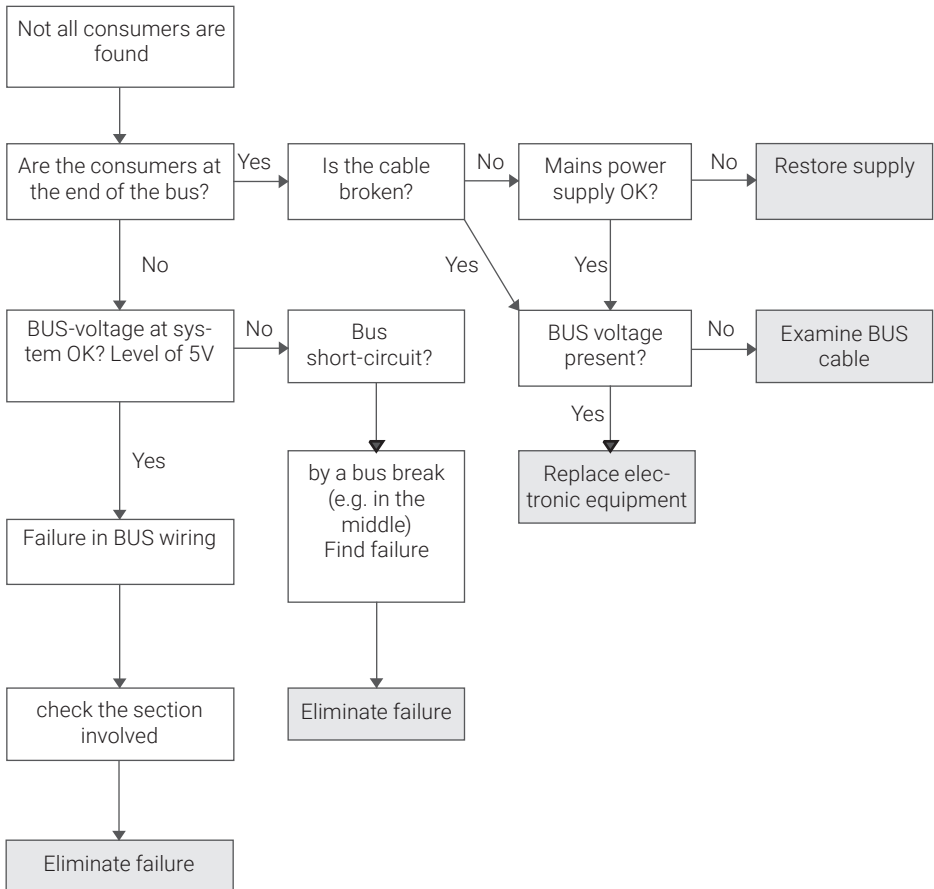 Not all consumers are
found
Are the consumers at
the end of the bus?
Yes
Is the cable
broken?
No
Mains power
supply OK?
No
Restore supply
No
Yes
Yes
BUS-voltage at sys-
tem OK? Level of 5V
No
Bus
short-circuit?
BUS voltage
present?
No
Examine BUS
cable
Yes
Yes
by a bus break
(e.g. in the
middle)
Find failure
Replace elec-
tronic equipment
Failure in BUS wiring
check the section
involved
Eliminate failure
Eliminate failure